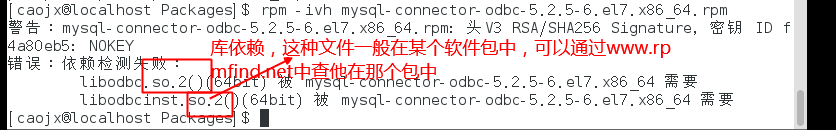 [caojx@localhost Packages]$ rpm -ivh mysql-connector-odbc-5.2.5-6.el7.x86_64.rpm
警告：mysql-connector-odbc-5.2.5-6.el7.x86_64.rpm: 头V3 RSA/SHA256 Signature, 密钥 ID f
4a80eb5: NOKEY
库依赖，这种文件一般在某个软件包中，可以通过www.rp
mfind.net中查他在那个包中
错误：依赖检测失败：
libodbc.so.2()(64bit) 被 mysql-connector-odbc-5.2.5-6.el7.x86_64 需要
libodbcinst.so.2()(64bit) 被 mysql-connector-odbc-5.2.5-6.el7.x86_64 需要
[caojx@localhost Packages]$